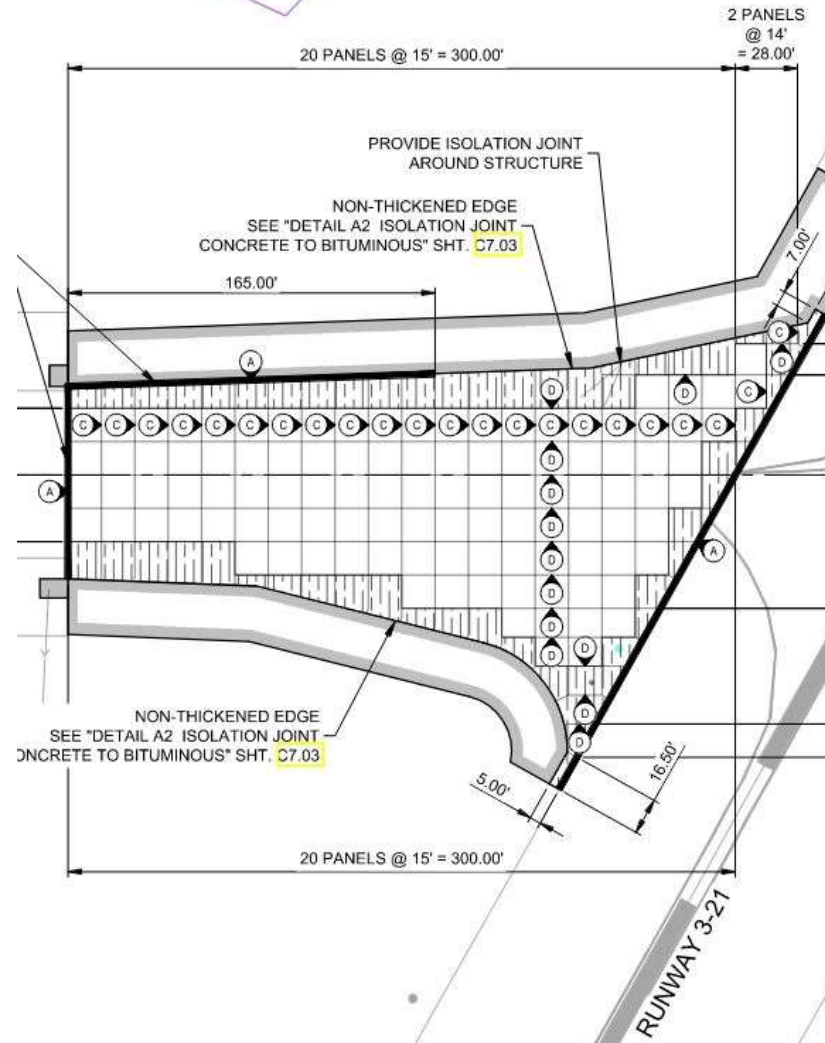 2 PANELS
@ 14'
= 28.00'
20 PANELS @ 15' = 300.00'
PROVIDE ISOLATION JOINT
AROUND STRUCTURE
NON-THICKENED EDGE
SEE "DETAIL A2 ISOLATION JOINT
CONCRETE TO BITUMINOUS" SHT. C7.03
7.00'
165.00'
A
C
D
D
D
C
C C C C C C C C C C C C C C C C C C C C
D
A
D
D
A
D
D
D
D D
NON-THICKENED EDGE
SEE "DETAIL A2 ISOLATION JOINT
ONCRETE TO BITUMINOUS" SHT. C7.03
D
D
16.50'
5.00'
20 PANELS @ 15' = 300.00'
RUNWAY 3-21